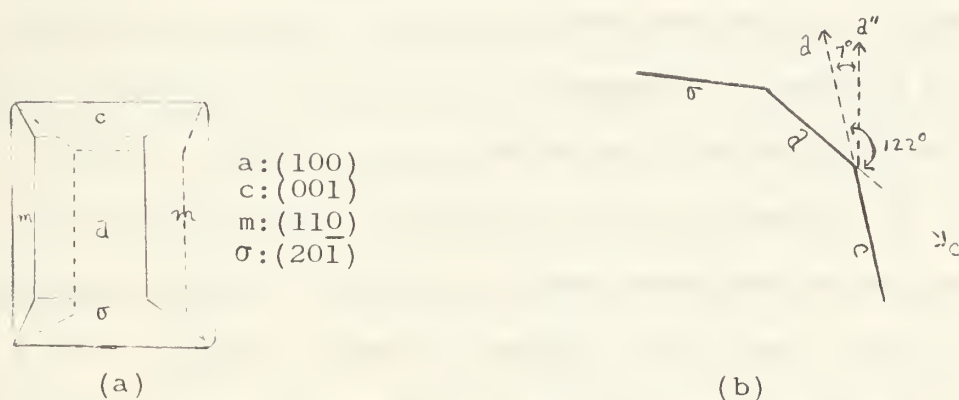 c
m a m
σ
a:(100)
c:(001)
m:(110)
σ:(201̄)
(a)
a 7° a"
σ
a
122°
c
(b)